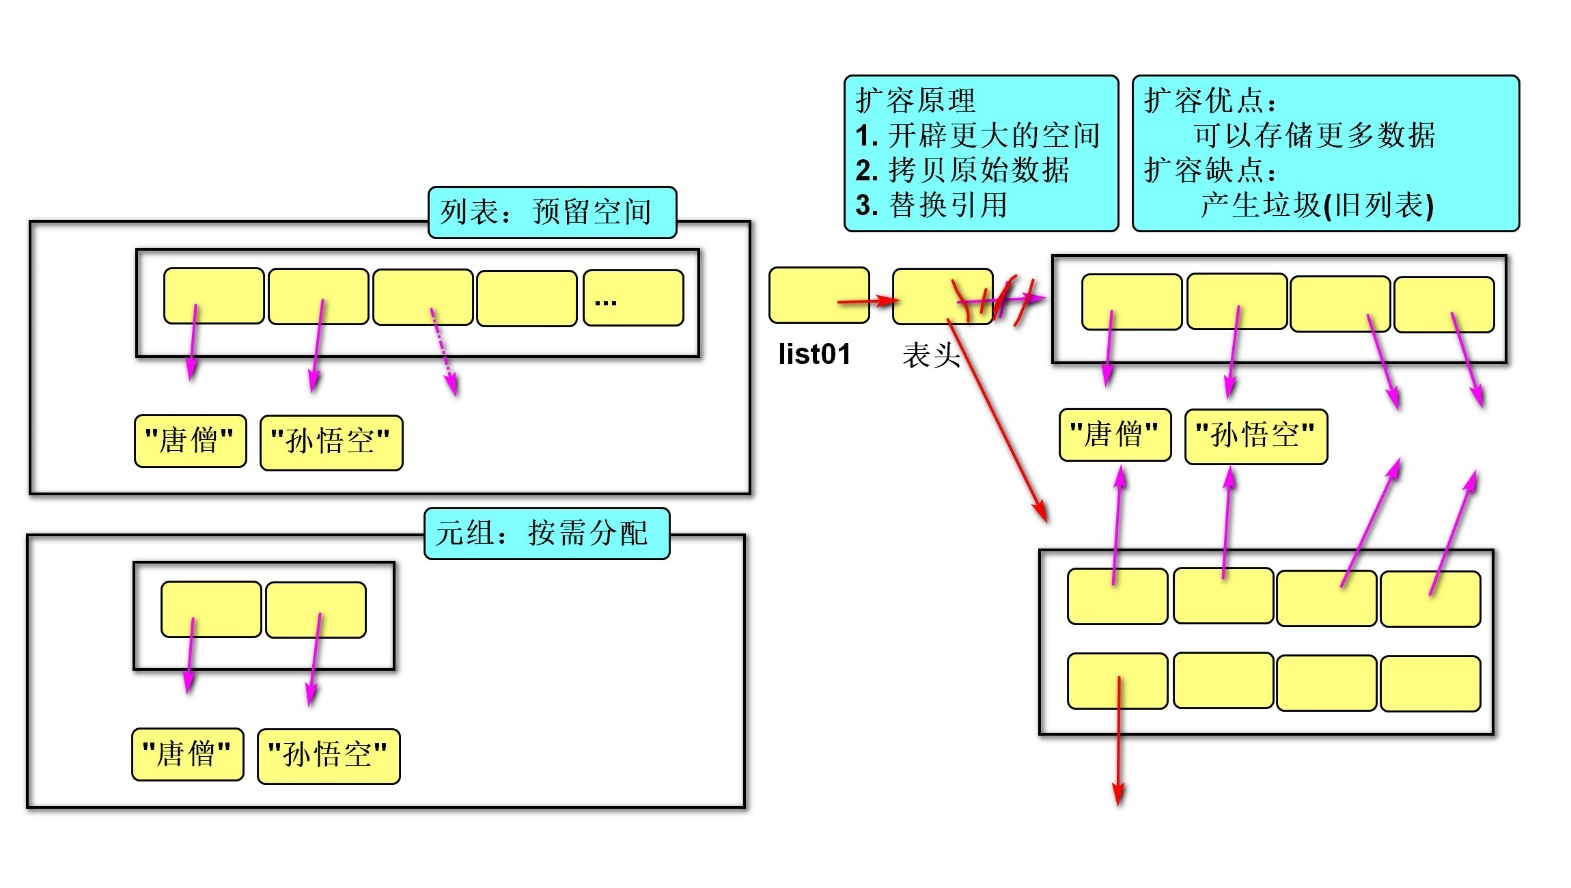 扩容原理
1. 开辟更大的空间
2. 拷贝原始数据
3. 替换引用
扩容优点：
可以存储更多数据
扩容缺点：
产生垃圾(旧列表)
列表：预留空间
...
"唐僧"
"孙悟空"
元组：按需分配
"唐僧"
"孙悟空"
list01
表头
"唐僧"
"孙悟空"